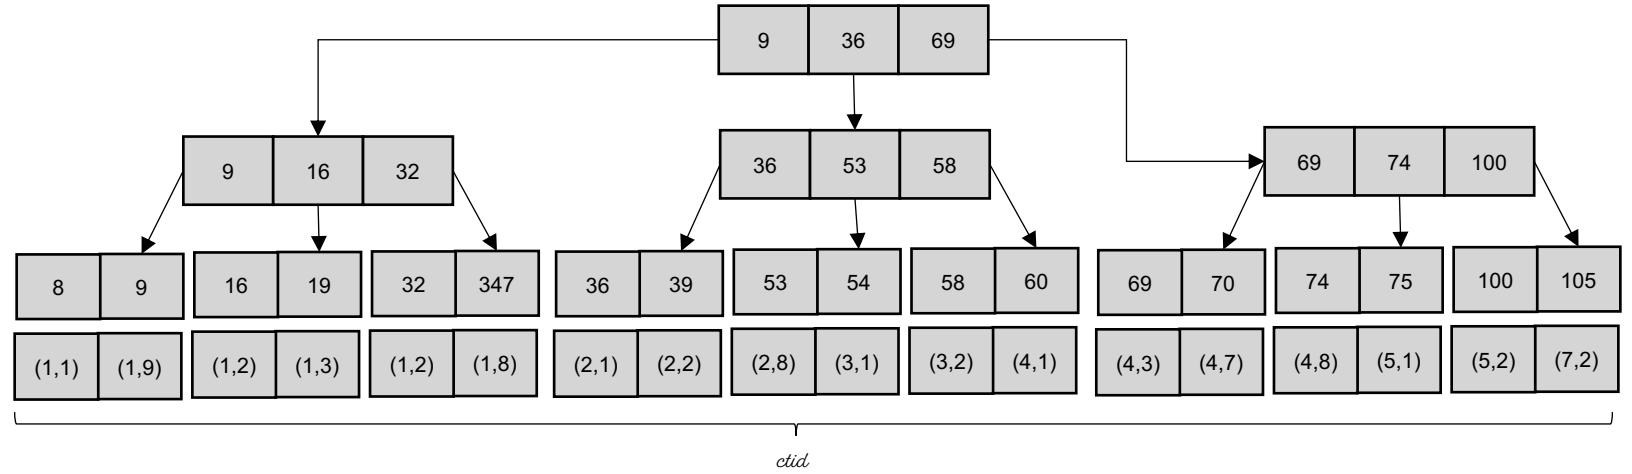 9 36 69
9 16 32
36 53 58
69 74 100
8 9 16 19 32 347 36 39 53 54 58 60 69 70 74 75 100 105
(1,1) (1,9) (1,2) (1,3) (1,2) (1,8) (2,1) (2,2) (2,8) (3,1) (3,2) (4,1) (4,3) (4,7) (4,8) (5,1) (5,2) (7,2)
ctid